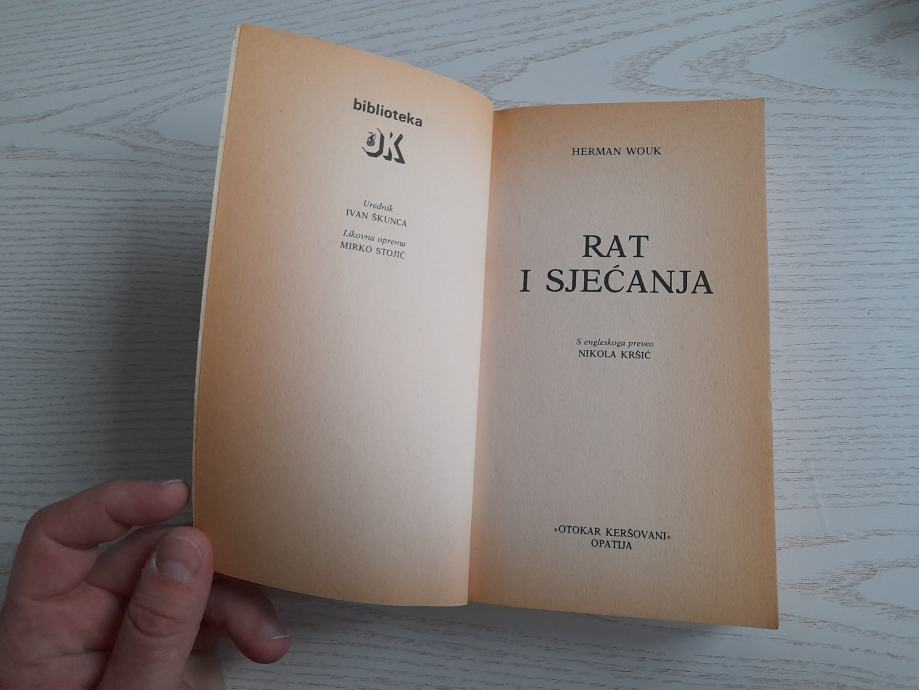 biblioteka
OK
Urednik
IVAN ŠKUNCA
Likovna oprema
MIRKO STOJIĆ
HERMAN WOUK
RAT
I SJEĆANJA
S engleskoga preveo
NIKOLA KRŠIĆ
»OTOKAR KERŠOVANI«
OPATIJA